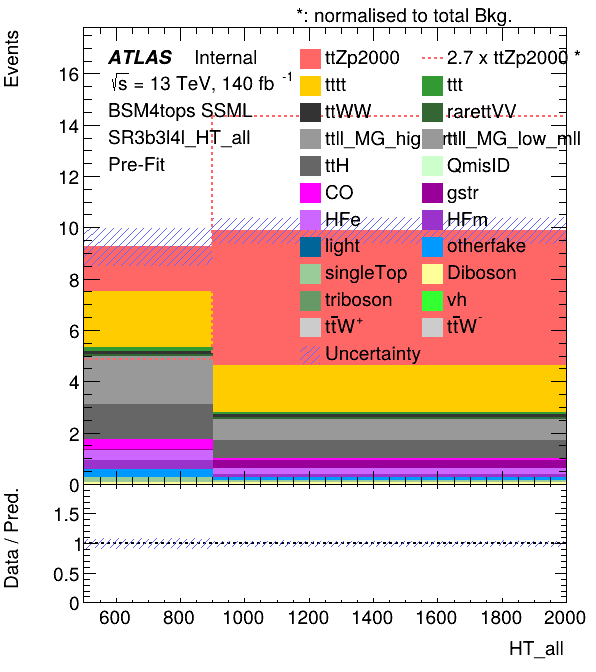 *: normalised to total Bkg.
Events
ATLAS Internal
√s = 13 TeV, 140 fb⁻¹
BSM4tops SSML
SR3b3l4l_HT_all
Pre-Fit
ttZp2000
2.7 x ttZp2000 *
tttt
ttt
ttWW
rarettVV
ttll_MG_hig
ttll_MG_low_mll
ttH
QmisID
CO
gstr
HFe
HFm
light
otherfake
singleTop
Diboson
triboson
vh
tt̄W⁺
tt̄W⁻
Uncertainty
16
14
12
10
8
6
4
2
0
Data / Pred.
1.5
1
0.5
0
600 800 1000 1200 1400 1600 1800 2000
HT_all